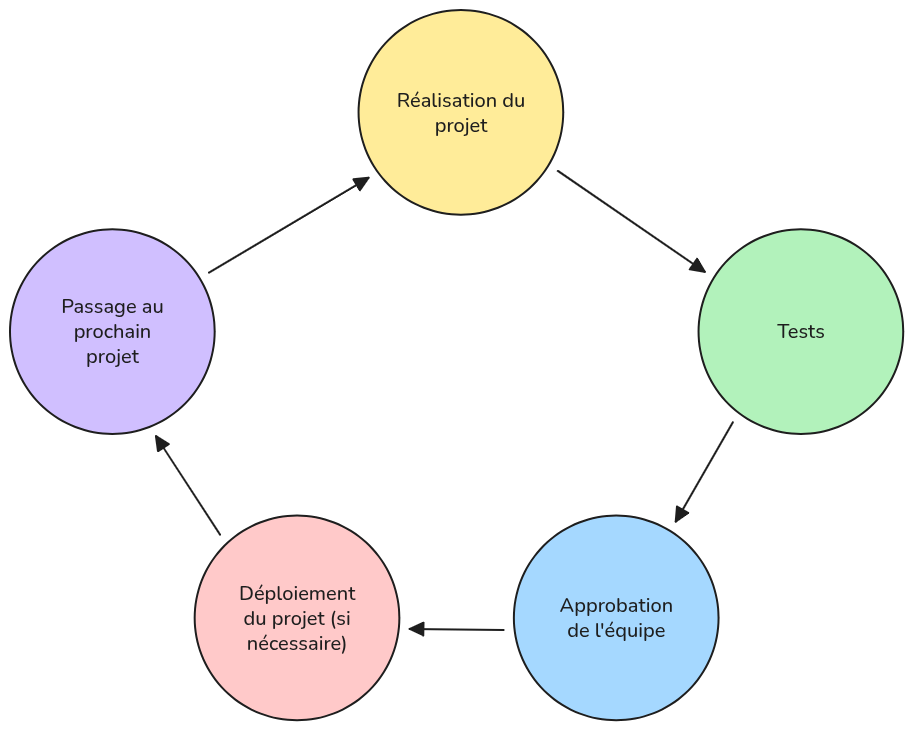 Réalisation du
projet
Tests
Approbation
de l'équipe
Déploiement
du projet (si
nécessaire)
Passage au
prochain
projet